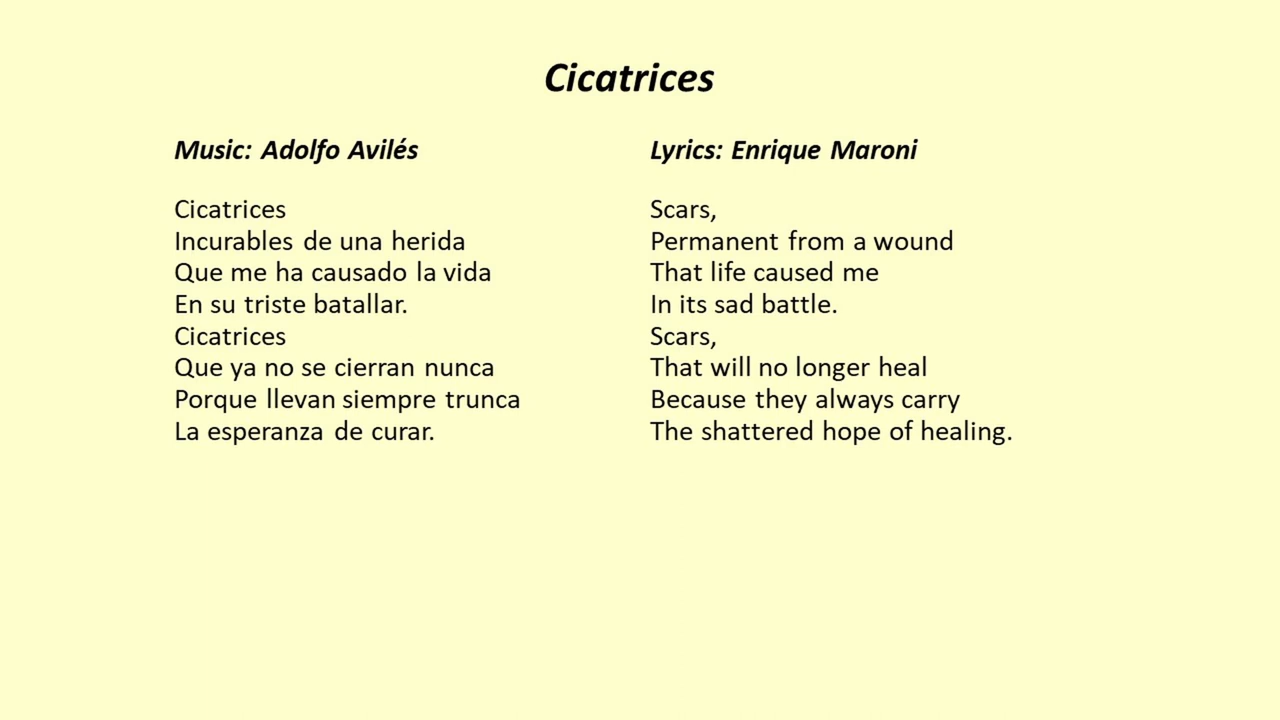 Cicatrices
Music: Adolfo Avilés
Lyrics: Enrique Maroni
Cicatrices
Incurables de una herida
Que me ha causado la vida
En su triste batallar.
Cicatrices
Que ya no se cierran nunca
Porque llevan siempre trunca
La esperanza de curar.
Scars,
Permanent from a wound
That life caused me
In its sad battle.
Scars,
That will no longer heal
Because they always carry
The shattered hope of healing.